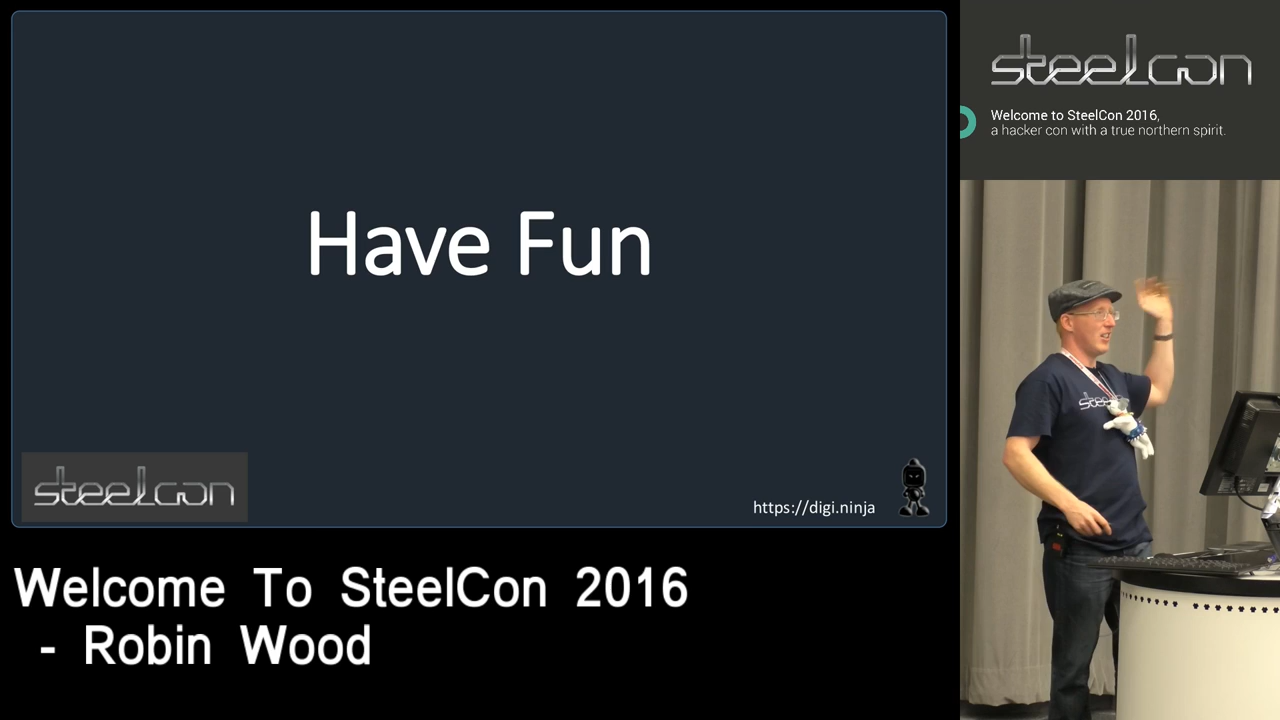 Have Fun
steelcon
https://digi.ninja
Welcome To SteelCon 2016
- Robin Wood
steelcon
Welcome to SteelCon 2016,
a hacker con with a true northern spirit.
steelcon